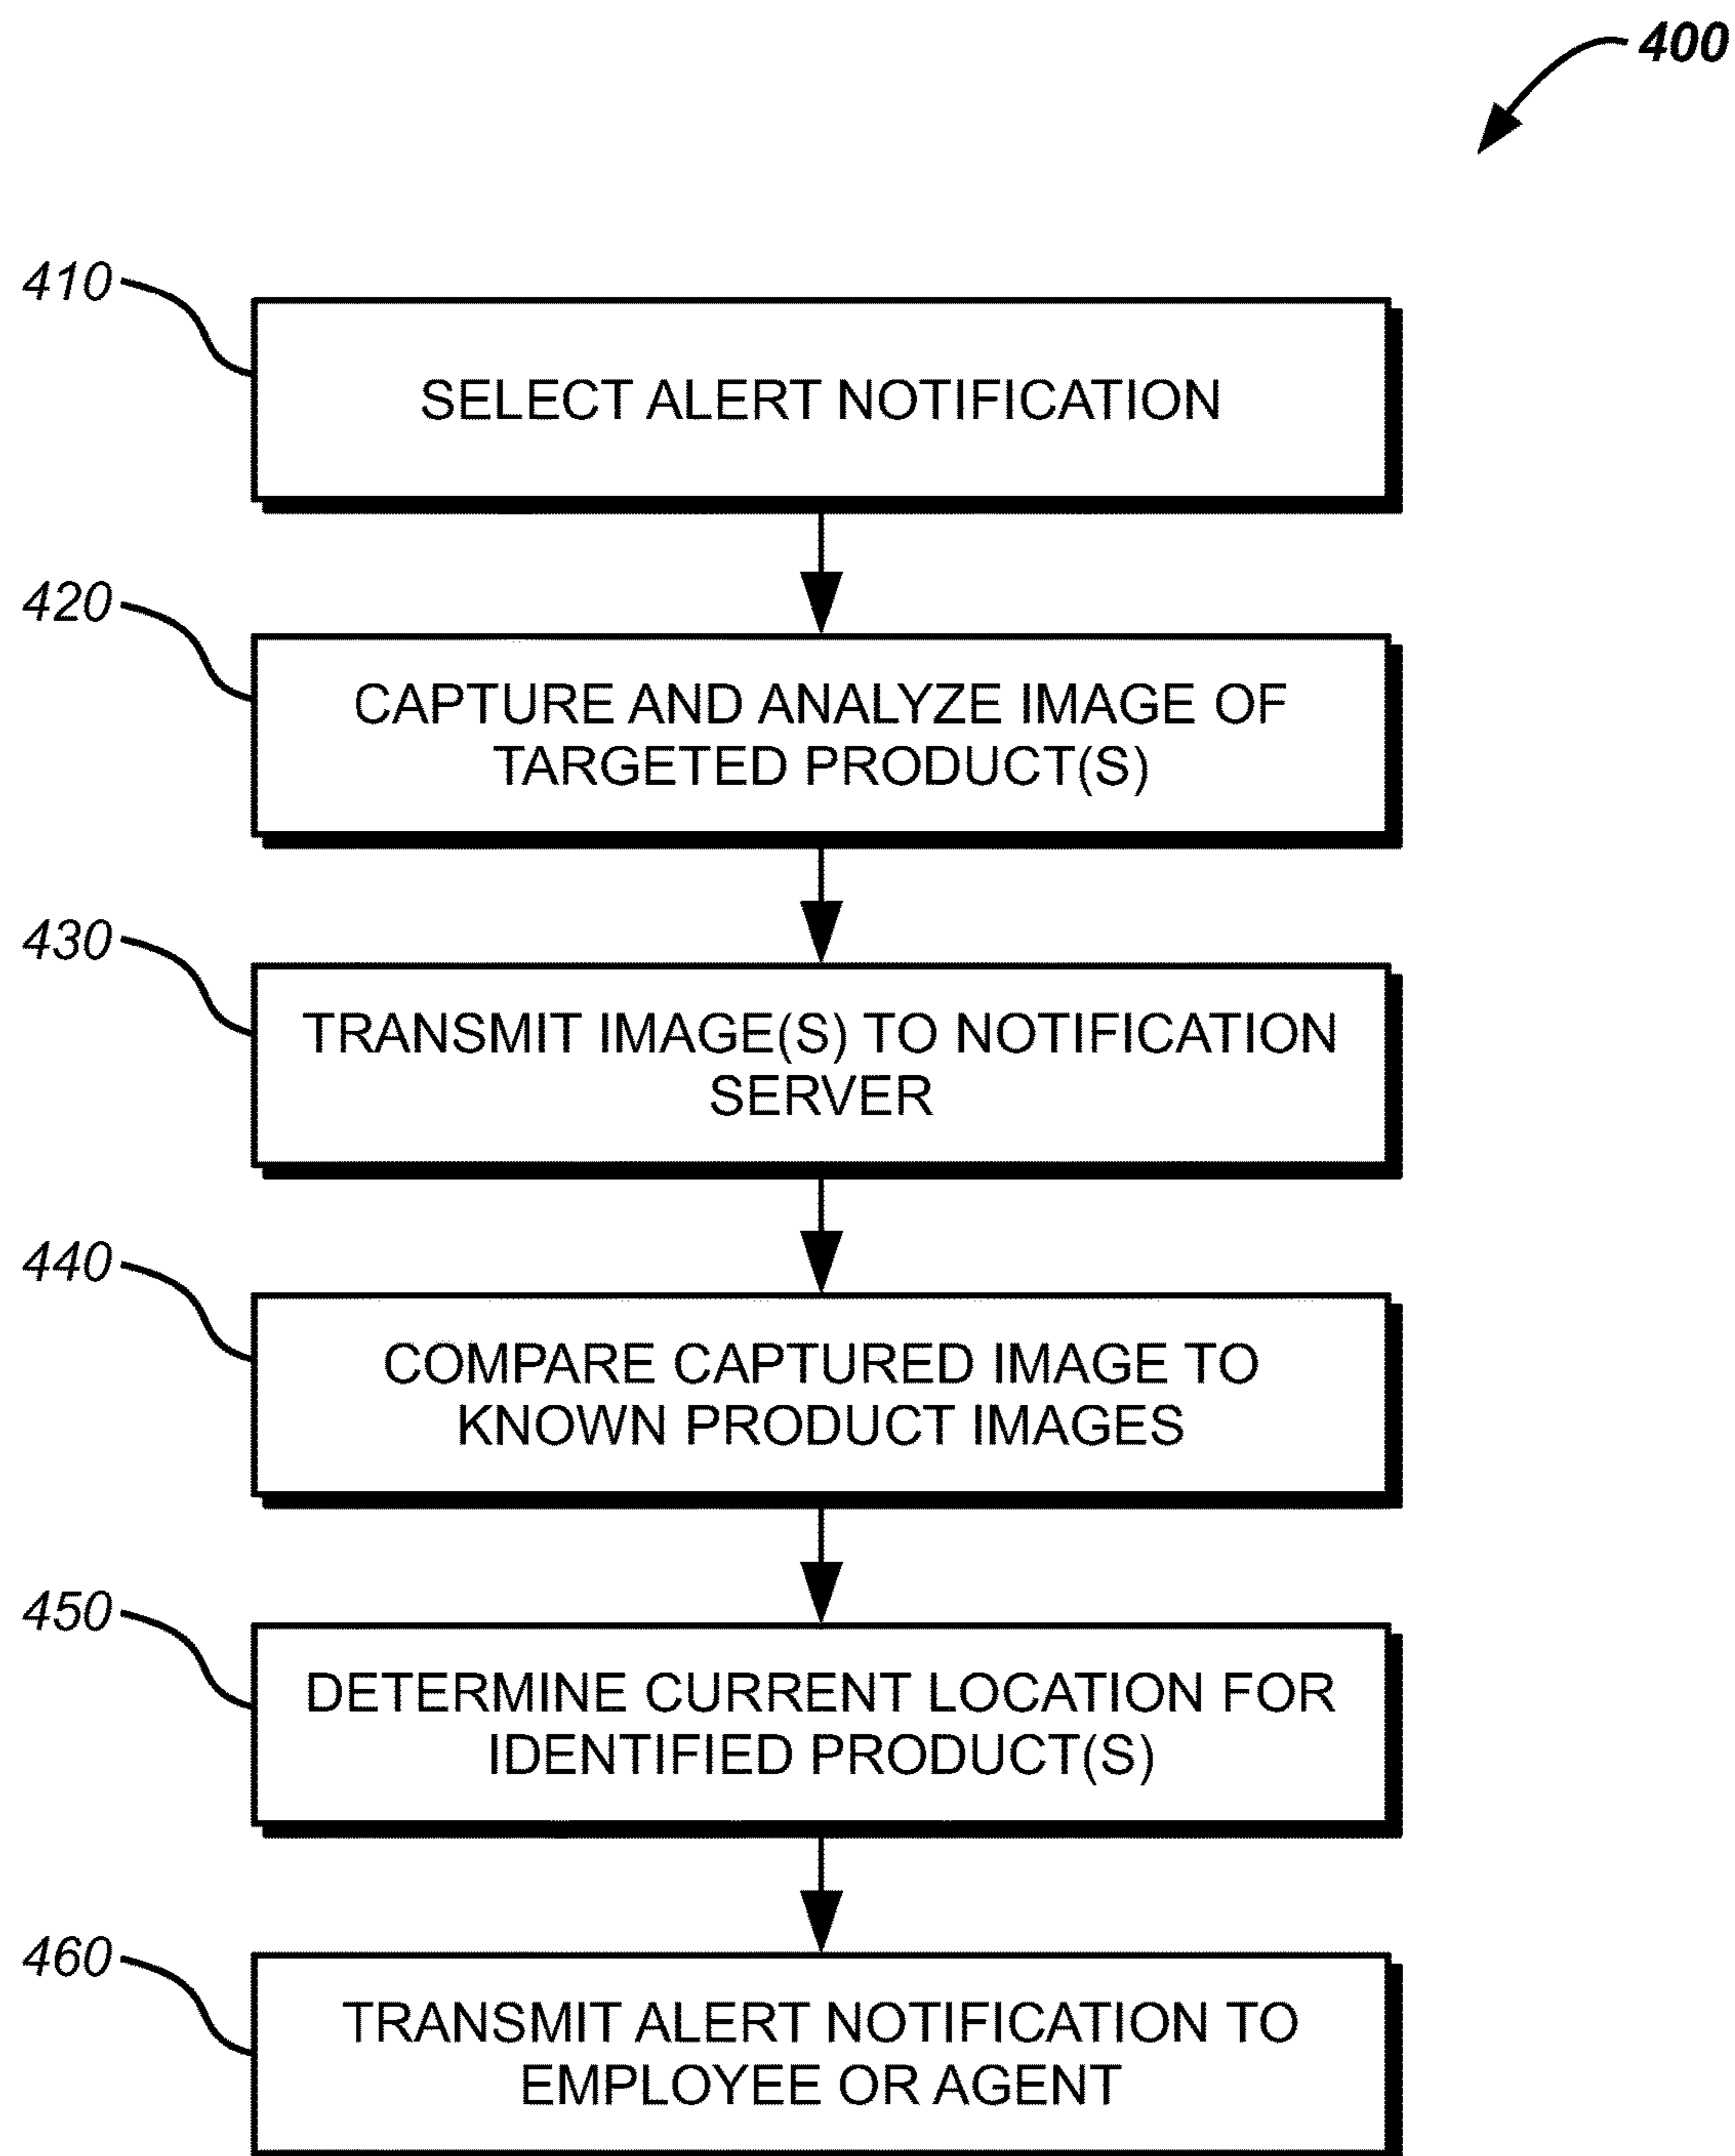 400
410
SELECT ALERT NOTIFICATION
420
CAPTURE AND ANALYZE IMAGE OF
TARGETED PRODUCT(S)
430
TRANSMIT IMAGE(S) TO NOTIFICATION
SERVER
440
COMPARE CAPTURED IMAGE TO
KNOWN PRODUCT IMAGES
450
DETERMINE CURRENT LOCATION FOR
IDENTIFIED PRODUCT(S)
460
TRANSMIT ALERT NOTIFICATION TO
EMPLOYEE OR AGENT